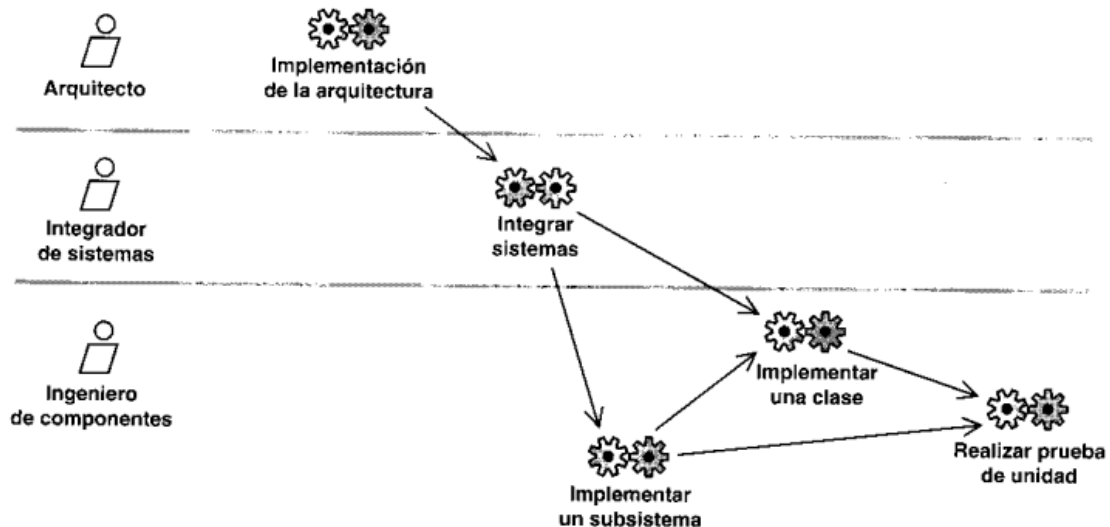 Arquitecto
Implementación
de la arquitectura
Integrador
de sistemas
Integrar
sistemas
Ingeniero
de componentes
Implementar
una clase
Realizar prueba
de unidad
Implementar
un subsistema